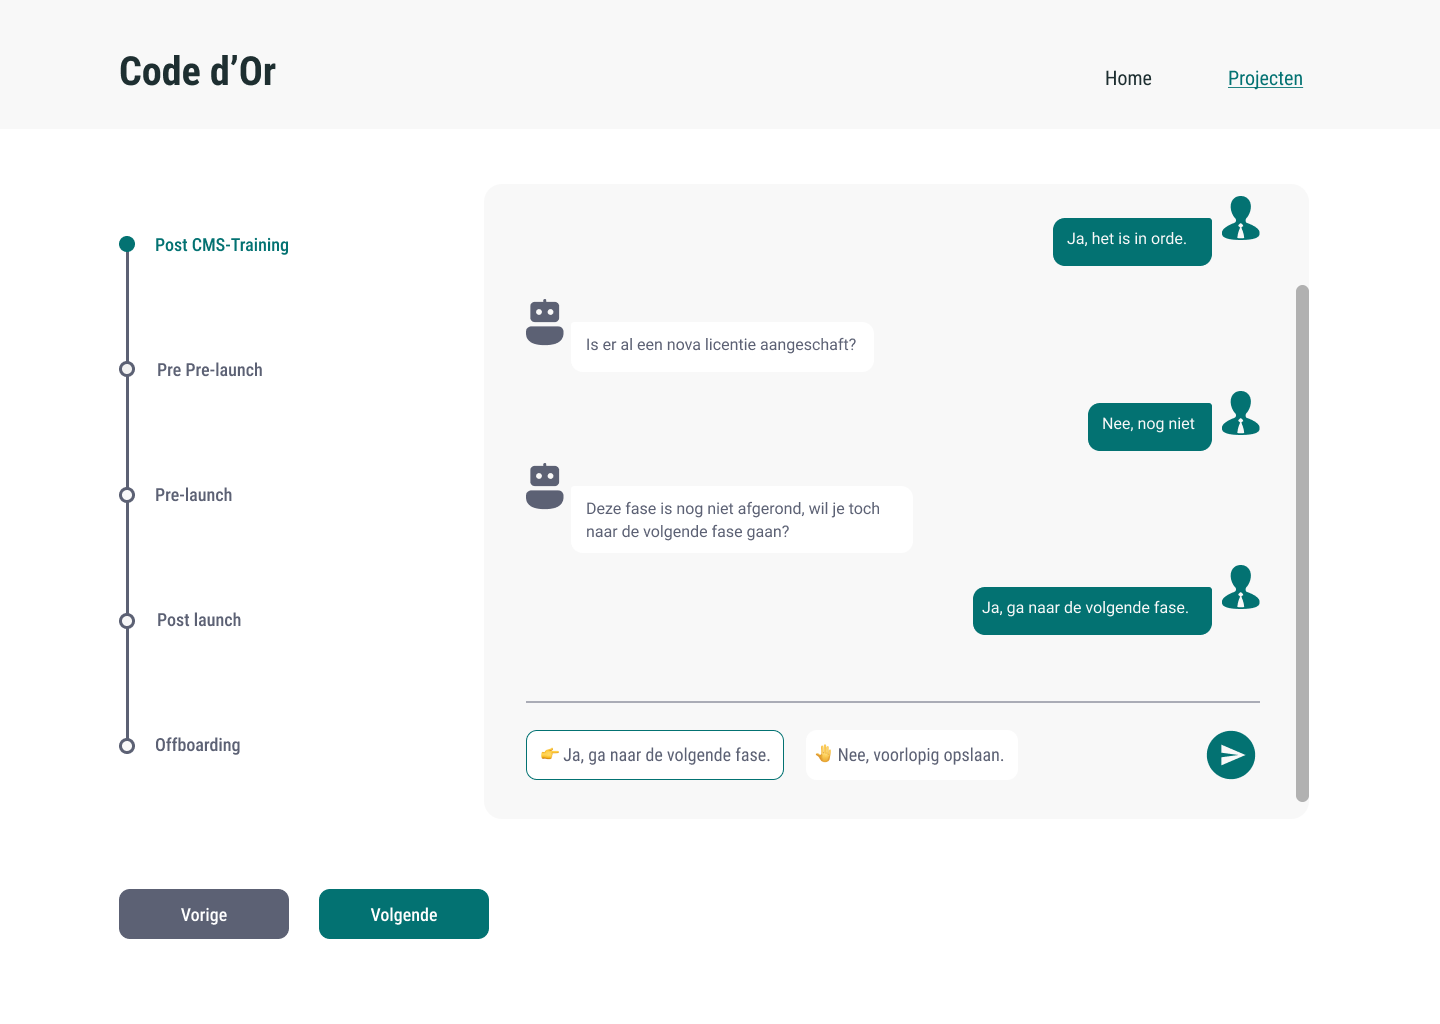 Code d’Or
Home
Projecten
Post CMS-Training
Pre Pre-launch
Pre-launch
Post launch
Offboarding
Ja, het is in orde.
Is er al een nova licentie aangeschaft?
Nee, nog niet
Deze fase is nog niet afgerond, wil je toch
naar de volgende fase gaan?
Ja, ga naar de volgende fase.
👉 Ja, ga naar de volgende fase.
🤚 Nee, voorlopig opslaan.
Vorige
Volgende